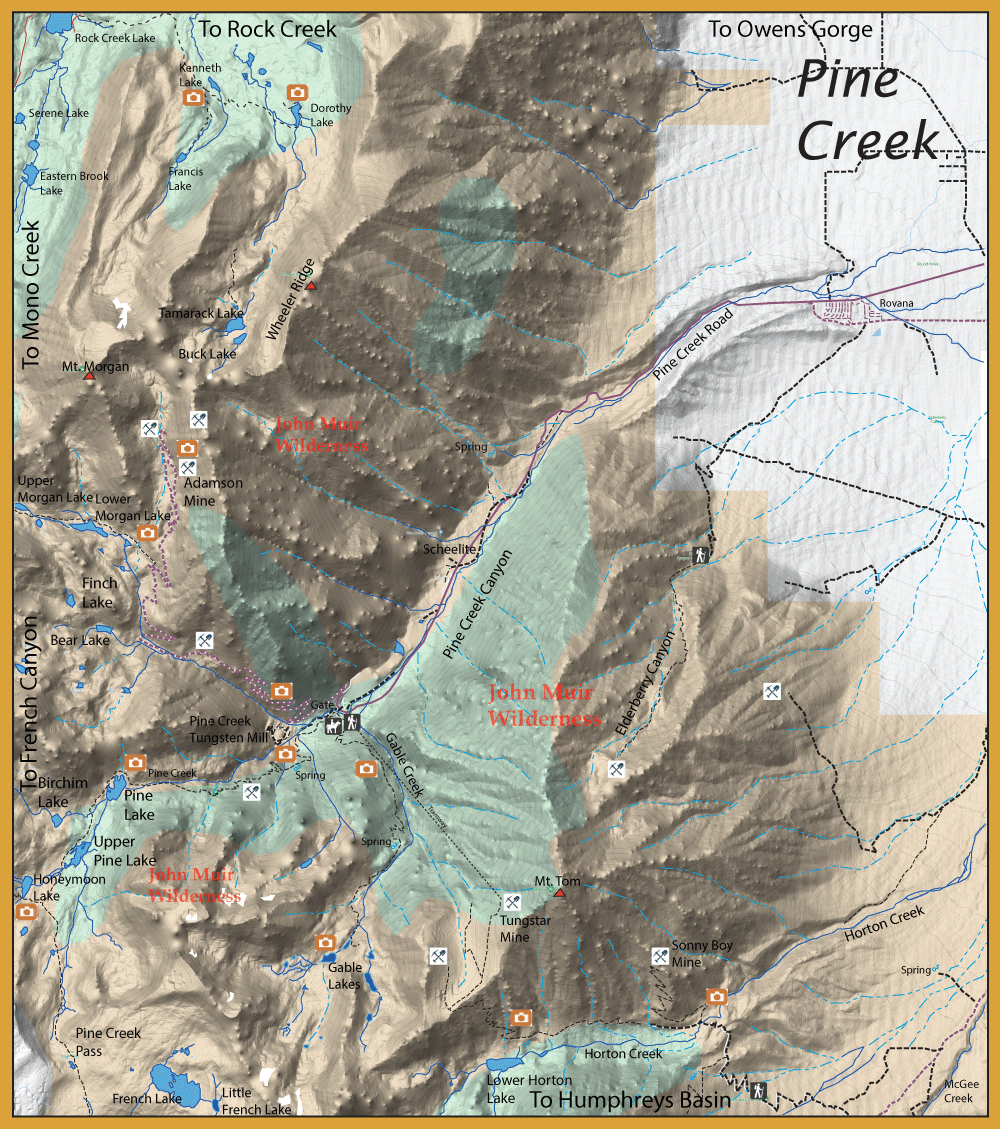 To Rock Creek
To Owens Gorge
Rock Creek Lake
Pine
Creek
Kenneth
Lake
Dorothy
Lake
Serene Lake
Eastern Brook
Lake
Francis
Lake
To Mono Creek
Wheeler Ridge
Tamarack Lake
Buck Lake
Mt. Morgan
Rovana
Pine Creek Road
John Muir
Wilderness
Spring
Upper
Morgan Lake
Lower
Morgan Lake
Adamson
Mine
Scheelite
Pine Creek Canyon
Finch
Lake
Bear Lake
To French Canyon
Elderberry Canyon
John Muir
Wilderness
Gate
Pine Creek
Tungsten Mill
Gable Creek
Spring
Pine Creek
Birchim
Lake
Pine
Lake
Tramway
Spring
Upper
Pine Lake
John Muir
Wilderness
Honeymoon
Lake
Mt. Tom
Tungstar
Mine
Sonny Boy
Mine
Horton Creek
Spring
Gable
Lakes
Pine Creek
Pass
Horton Creek
Lower Horton
Lake
French Lake
Little
French Lake
To Humphreys Basin
McGee
Creek